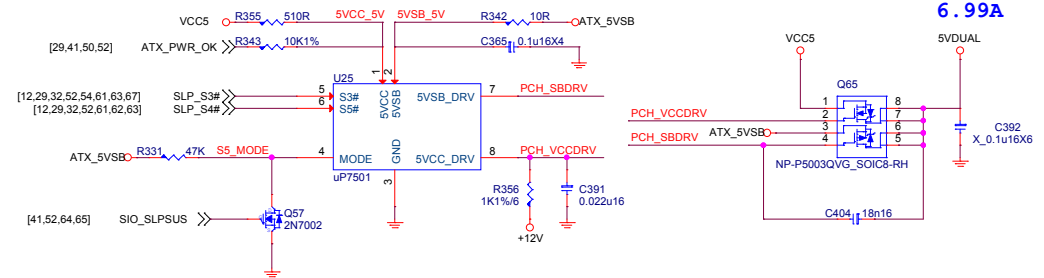 6.99A
VCC5 R355 510R 5VCC_5V 5VSB_5V R342 10R ATX_5VSB
[29,41,50,52] ATX_PWR_OK R343 10K1% C365 0.1u16X4
VCC5 5VDUAL
U25 1 2 Q65
[12,29,32,52,54,61,63,67] SLP_S3# 5 S3# 5VCC 5VSB 5VSB_DRV 7 PCH_SBDRV
[12,29,32,52,61,62,63] SLP_S4# 6 S5#
1 8
PCH_VCCDRV 2 7
ATX_5VSB 3 6
PCH_SBDRV 4 5
C392
X_0.1u16X6
NP-P5003QVG_SOIC8-RH
ATX_5VSB R331 47K S5_MODE 4 MODE GND 5VCC_DRV 8 PCH_VCCDRV
uP7501 3
R356
1K1%/6
C391
0.022u16
+12V
C404 18n16
[41,52,64,65] SIO_SLPSUS Q57
2N7002